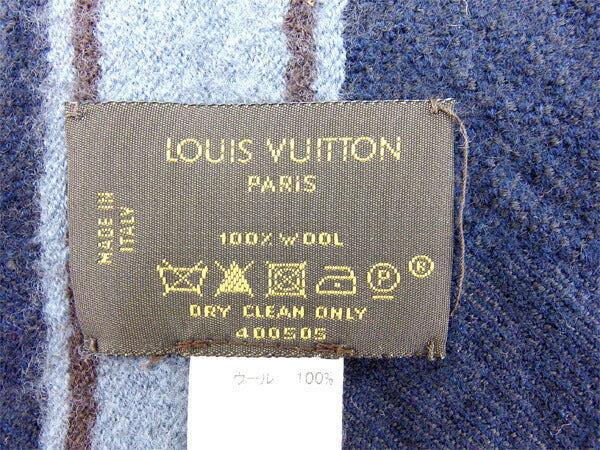 LOUIS VUITTON
PARIS
MADE IN
ITALY
100% WOOL
P ®
DRY CLEAN ONLY
400505
ウール 100%